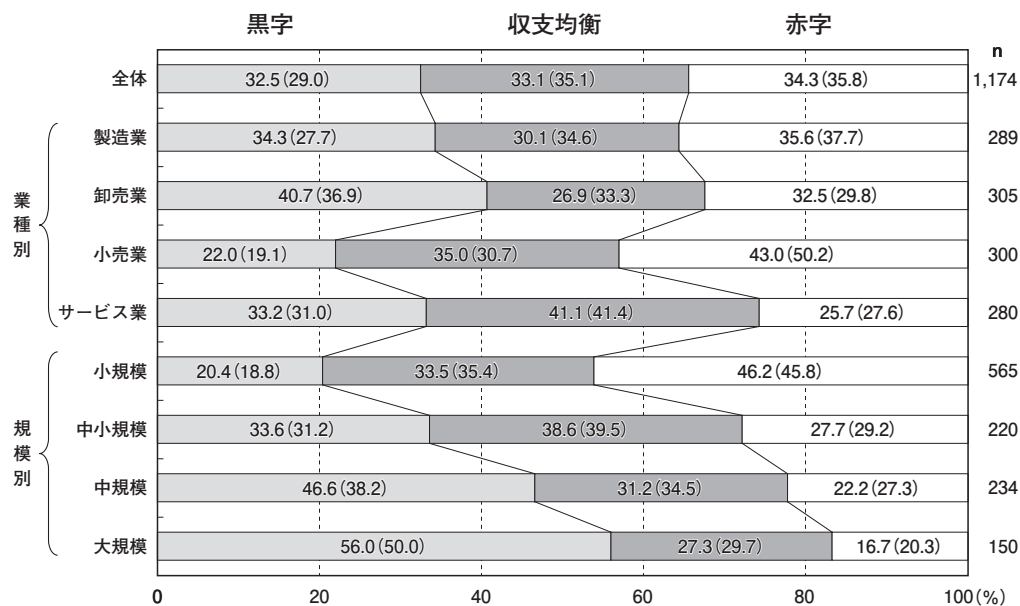 黒字 収支均衡 赤字
n
全体 32.5(29.0) 33.1(35.1) 34.3(35.8) 1,174
業種別
製造業 34.3(27.7) 30.1(34.6) 35.6(37.7) 289
卸売業 40.7(36.9) 26.9(33.3) 32.5(29.8) 305
小売業 22.0(19.1) 35.0(30.7) 43.0(50.2) 300
サービス業 33.2(31.0) 41.1(41.4) 25.7(27.6) 280
規模別
小規模 20.4(18.8) 33.5(35.4) 46.2(45.8) 565
中小規模 33.6(31.2) 38.6(39.5) 27.7(29.2) 220
中規模 46.6(38.2) 31.2(34.5) 22.2(27.3) 234
大規模 56.0(50.0) 27.3(29.7) 16.7(20.3) 150
0 20 40 60 80 100(%)